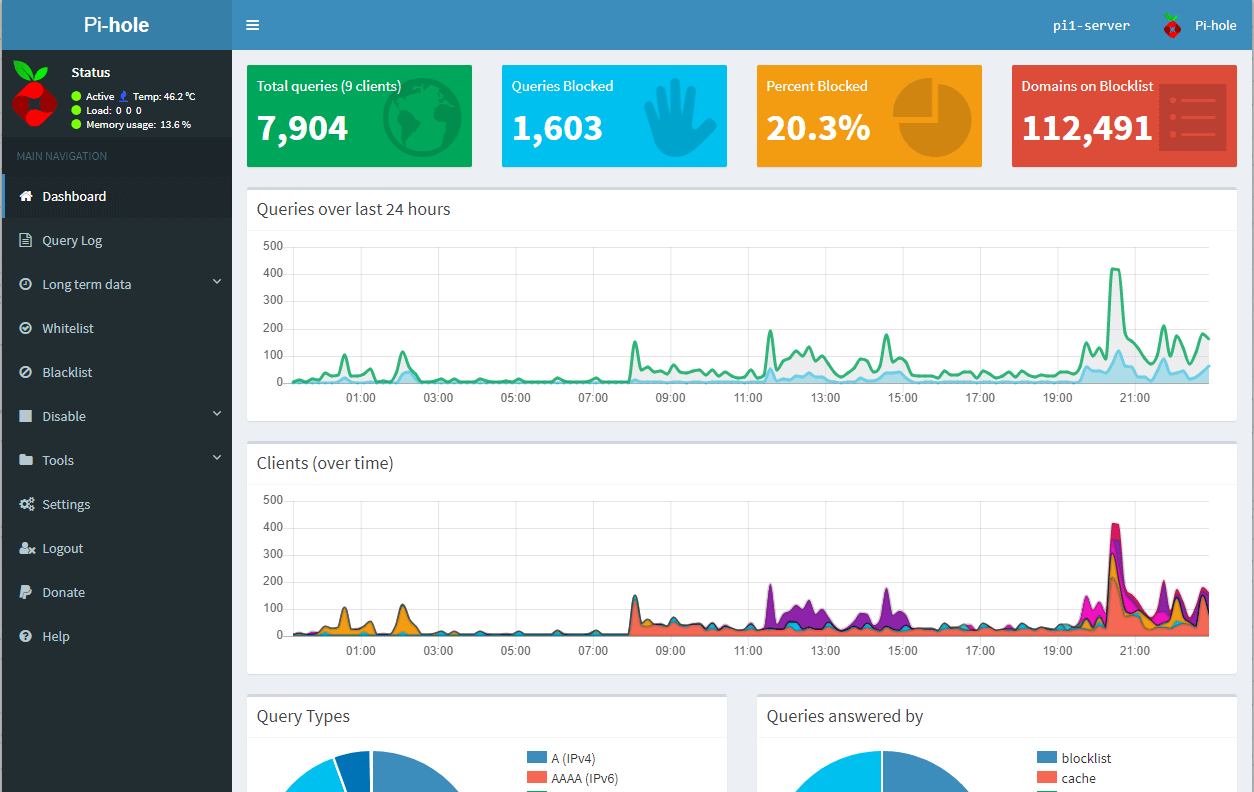 Pi-hole
pi1-server
Pi-hole
Status
Active Temp: 46.2 °C
Load: 0 0 0
Memory usage: 13.6 %
MAIN NAVIGATION
Dashboard
Query Log
Long term data
Whitelist
Blacklist
Disable
Tools
Settings
Logout
Donate
Help
Total queries (9 clients)
7,904
Queries Blocked
1,603
Percent Blocked
20.3%
Domains on Blocklist
112,491
Queries over last 24 hours
500
400
300
200
100
0
01:00 03:00 05:00 07:00 09:00 11:00 13:00 15:00 17:00 19:00 21:00
Clients (over time)
500
400
300
200
100
0
01:00 03:00 05:00 07:00 09:00 11:00 13:00 15:00 17:00 19:00 21:00
Query Types
A (IPv4)
AAAA (IPv6)
Queries answered by
blocklist
cache